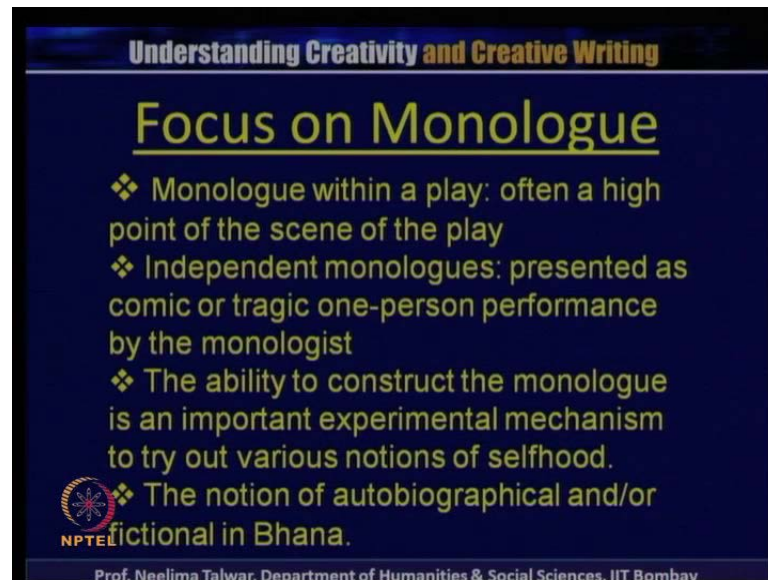 Understanding Creativity and Creative Writing
Focus on Monologue
❖ Monologue within a play: often a high
point of the scene of the play
❖ Independent monologues: presented as
comic or tragic one-person performance
by the monologist
❖ The ability to construct the monologue
is an important experimental mechanism
to try out various notions of selfhood.
❖ The notion of autobiographical and/or
fictional in Bhana.
NPTEL
Prof. Neelima Talwar, Department of Humanities & Social Sciences, IIT Bombay